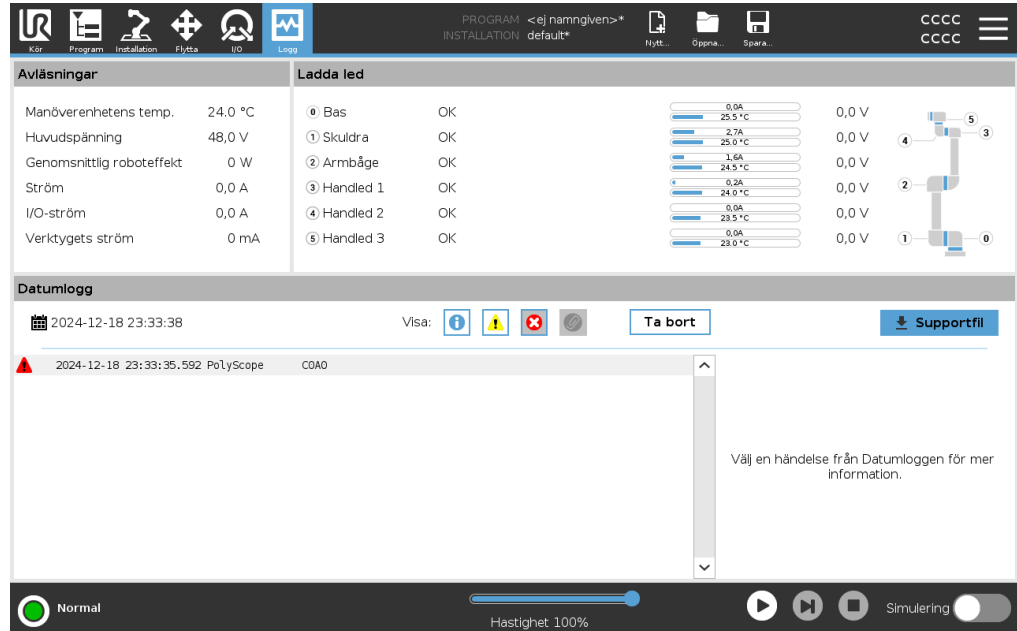 PROGRAM <ej namngiven>*
INSTALLATION default*
CCCC
CCCC
Kör Program Installation Flytta I/O Logg
Nytt... Öppna... Spara...
Avläsningar
Ladda led
Manöverenhetens temp. 24.0 °C
Huvudspänning 48,0 V
Genomsnittlig roboteffekt 0 W
Ström 0,0 A
I/O-ström 0,0 A
Verktygets ström 0 mA
0 Bas OK 0,0A 25.5 °C 0,0 V
1 Skuldra OK 2,7A 25.0 °C 0,0 V
2 Armbåge OK 1,6A 24.5 °C 0,0 V
3 Handled 1 OK 0,2A 24.0 °C 0,0 V
4 Handled 2 OK 0,0A 23.5 °C 0,0 V
5 Handled 3 OK 0,0A 23.0 °C 0,0 V
5
4 3
2
1 0
Datumlogg
2024-12-18 23:33:38 Visa: Ta bort Supportfil
2024-12-18 23:33:35.592 PolyScope C0A0
Välj en händelse från Datumloggen för mer
information.
Normal
Hastighet 100%
Simulering